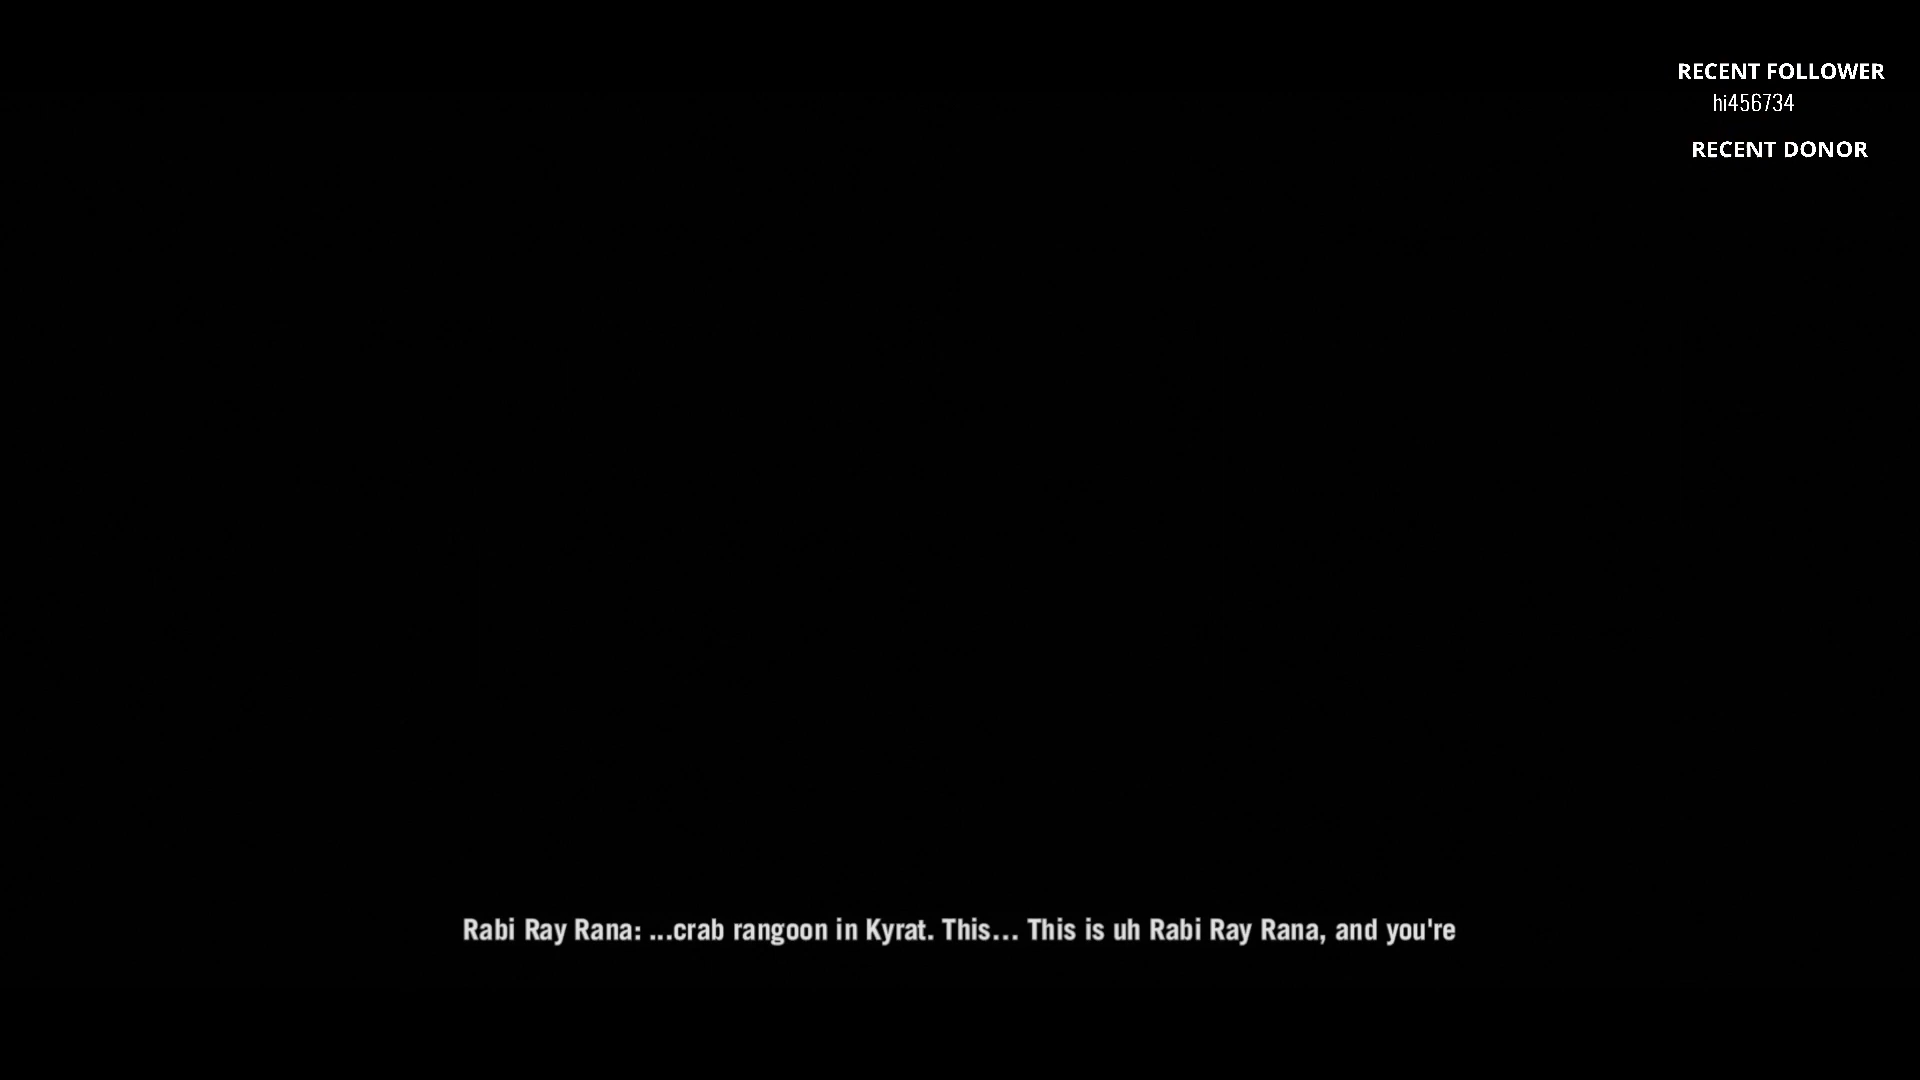 RECENT FOLLOWER
hi456734
RECENT DONOR
Rabi Ray Rana: ...crab rangoon in Kyrat. This... This is uh Rabi Ray Rana, and you're